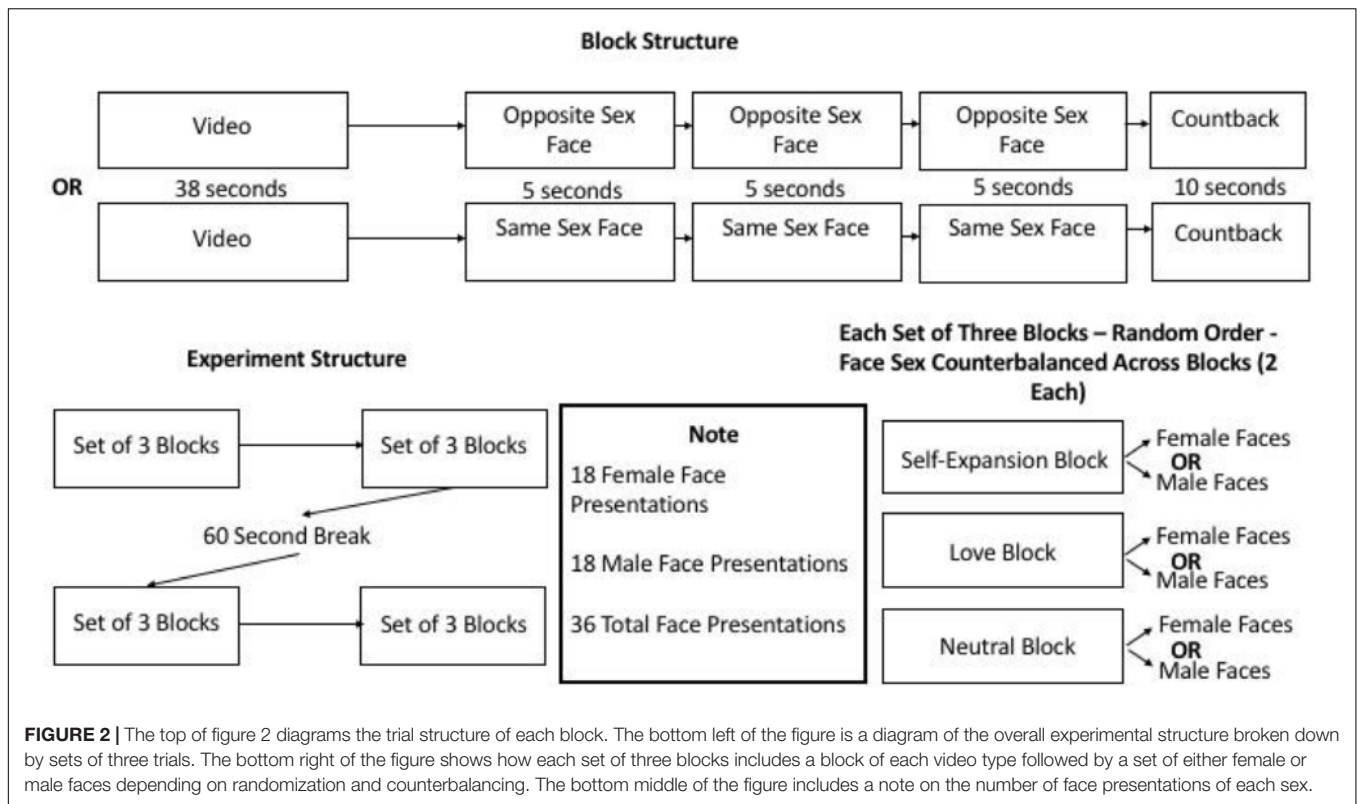 Block Structure
Video
Opposite Sex
Face
Opposite Sex
Face
Opposite Sex
Face
Countback
OR
38 seconds
5 seconds
5 seconds
5 seconds
10 seconds
Video
Same Sex Face
Same Sex Face
Same Sex Face
Countback
Experiment Structure
Set of 3 Blocks
Set of 3 Blocks
60 Second Break
Set of 3 Blocks
Set of 3 Blocks
Note
18 Female Face
Presentations
18 Male Face Presentations
36 Total Face Presentations
Each Set of Three Blocks – Random Order -
Face Sex Counterbalanced Across Blocks (2
Each)
Self-Expansion Block
Female Faces
OR
Male Faces
Love Block
Female Faces
OR
Male Faces
Neutral Block
Female Faces
OR
Male Faces
FIGURE 2 | The top of figure 2 diagrams the trial structure of each block. The bottom left of the figure is a diagram of the overall experimental structure broken down
by sets of three trials. The bottom right of the figure shows how each set of three blocks includes a block of each video type followed by a set of either female or
male faces depending on randomization and counterbalancing. The bottom middle of the figure includes a note on the number of face presentations of each sex.